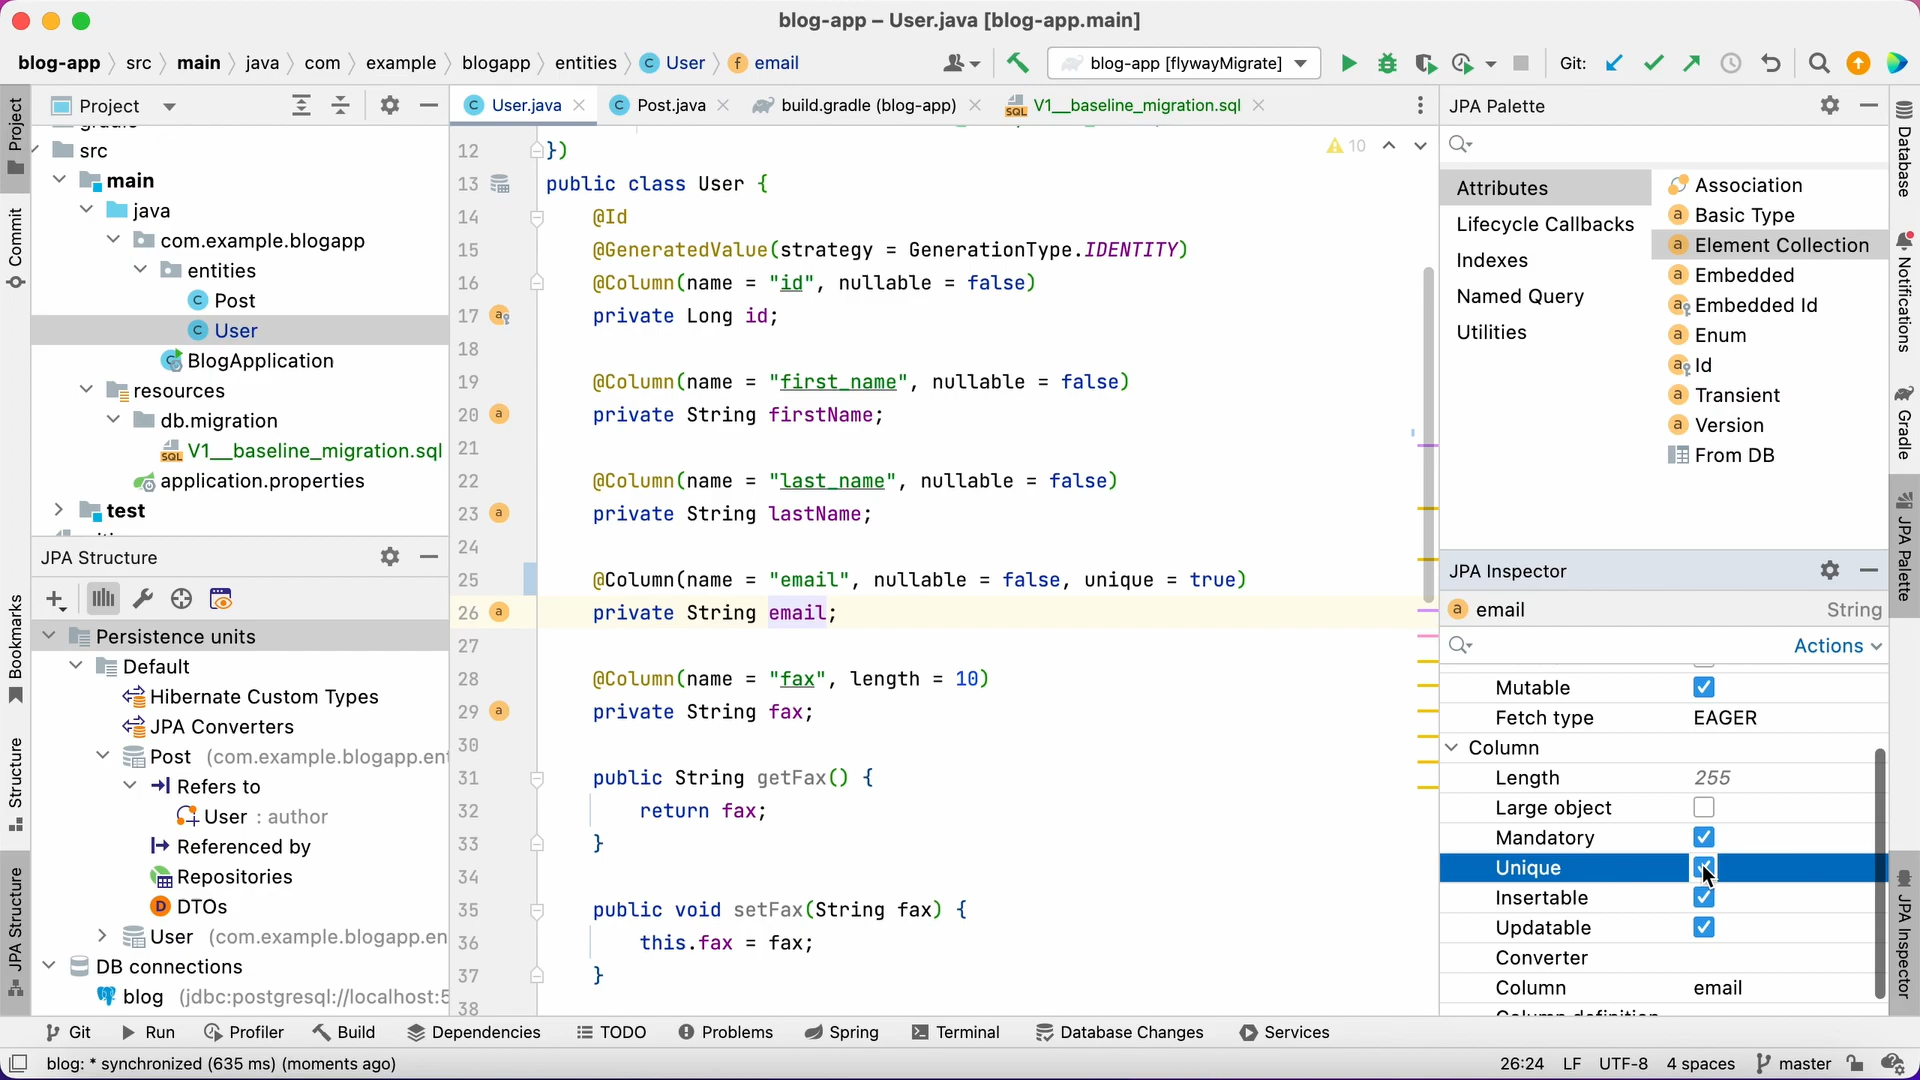 blog-app – User.java [blog-app.main]
blog-app src main java com example blogapp entities User email
blog-app [flywayMigrate]
Git:
Project
User.java
Post.java
build.gradle (blog-app)
V1__baseline_migration.sql
src
main
java
com.example.blogapp
entities
Post
User
BlogApplication
resources
db.migration
V1__baseline_migration.sql
application.properties
test
JPA Structure
Persistence units
Default
Hibernate Custom Types
JPA Converters
Post (com.example.blogapp.ent
Refers to
User : author
Referenced by
Repositories
DTOs
User (com.example.blogapp.en
DB connections
blog (jdbc:postgresql://localhost:5
10
12 })
13 public class User {
14 @Id
15 @GeneratedValue(strategy = GenerationType.IDENTITY)
16 @Column(name = "id", nullable = false)
17 private Long id;
18
19 @Column(name = "first_name", nullable = false)
20 private String firstName;
21
22 @Column(name = "last_name", nullable = false)
23 private String lastName;
24
25 @Column(name = "email", nullable = false, unique = true)
26 private String email;
27
28 @Column(name = "fax", length = 10)
29 private String fax;
30
31 public String getFax() {
32 return fax;
33 }
34
35 public void setFax(String fax) {
36 this.fax = fax;
37 }
38
JPA Palette
Attributes
Lifecycle Callbacks
Indexes
Named Query
Utilities
Association
Basic Type
Element Collection
Embedded
Embedded Id
Enum
Id
Transient
Version
From DB
JPA Inspector
email String
Actions
Mutable
Fetch type EAGER
Column
Length 255
Large object
Mandatory
Unique
Insertable
Updatable
Converter
Column email
Project
Commit
Bookmarks
Structure
JPA Structure
Database
Notifications
Gradle
JPA Palette
JPA Inspector
Git
Run
Profiler
Build
Dependencies
TODO
Problems
Spring
Terminal
Database Changes
Services
blog: * synchronized (635 ms) (moments ago)
26:24 LF UTF-8 4 spaces master